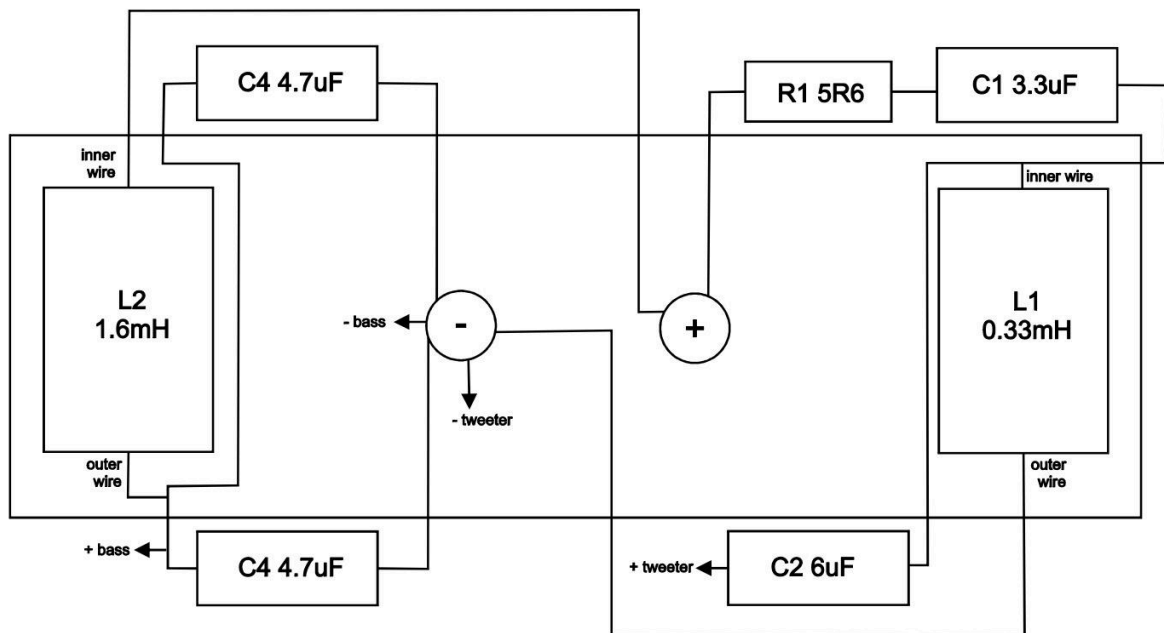 C4 4.7uF
R1 5R6
C1 3.3uF
inner
wire
inner wire
L2
1.6mH
- bass
-
+
L1
0.33mH
- tweeter
outer
wire
outer
wire
+ bass
C4 4.7uF
+ tweeter
C2 6uF